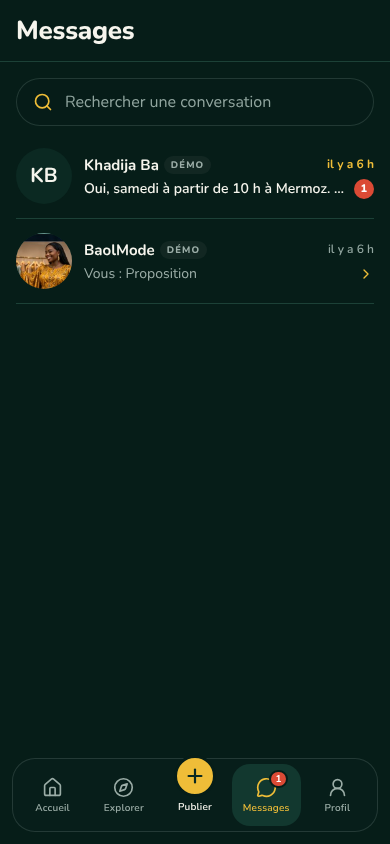 Messages
Rechercher une conversation
KB
Khadija Ba DÉMO il y a 6 h
Oui, samedi à partir de 10 h à Mermoz. ... 1
BaolMode DÉMO il y a 6 h
Vous : Proposition
1
Accueil Explorer Publier Messages Profil